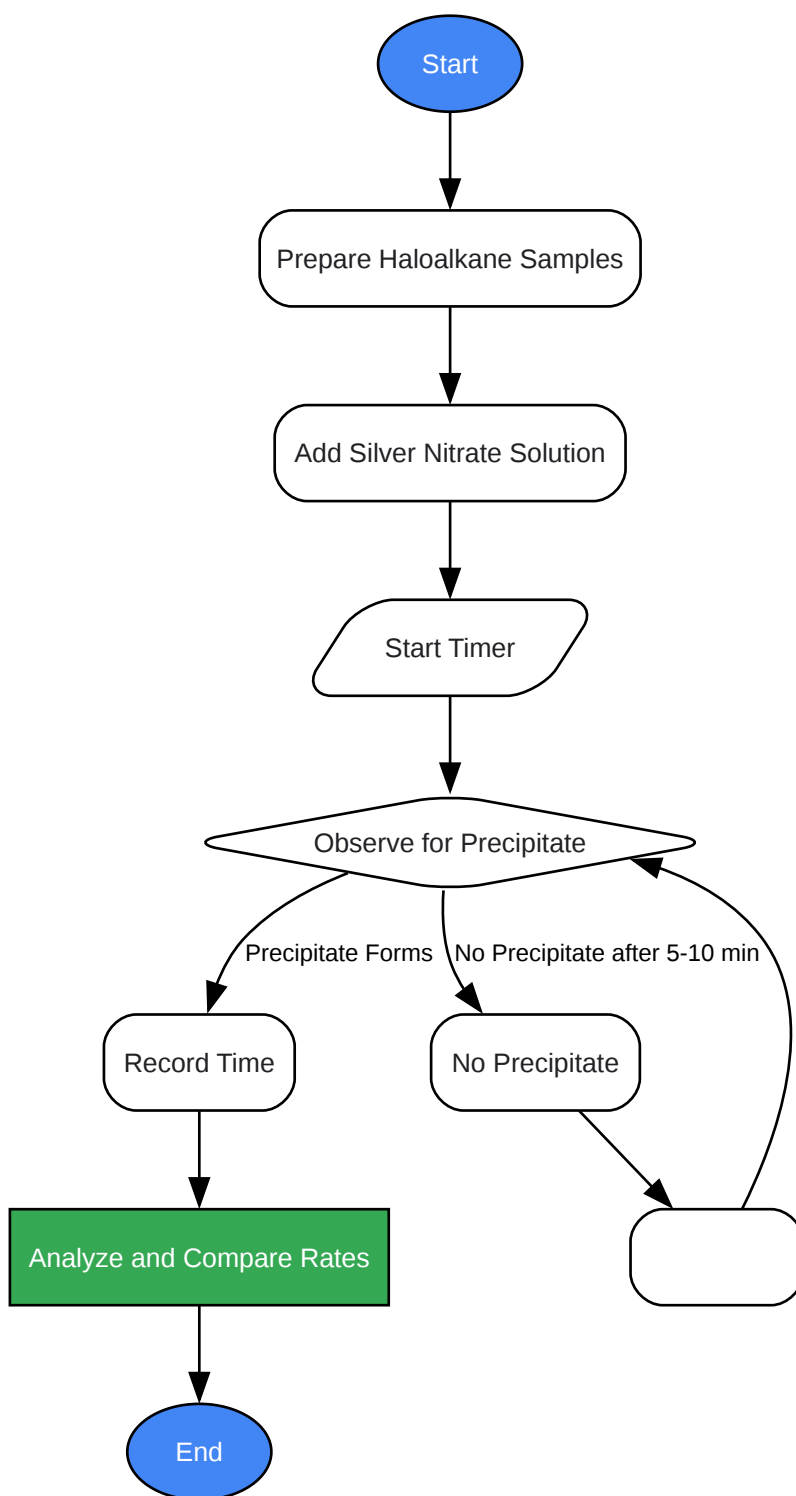 Start
Prepare Haloalkane Samples
Add Silver Nitrate Solution
Start Timer
Observe for Precipitate
Precipitate Forms
No Precipitate after 5-10 min
Record Time
No Precipitate
Analyze and Compare Rates
End